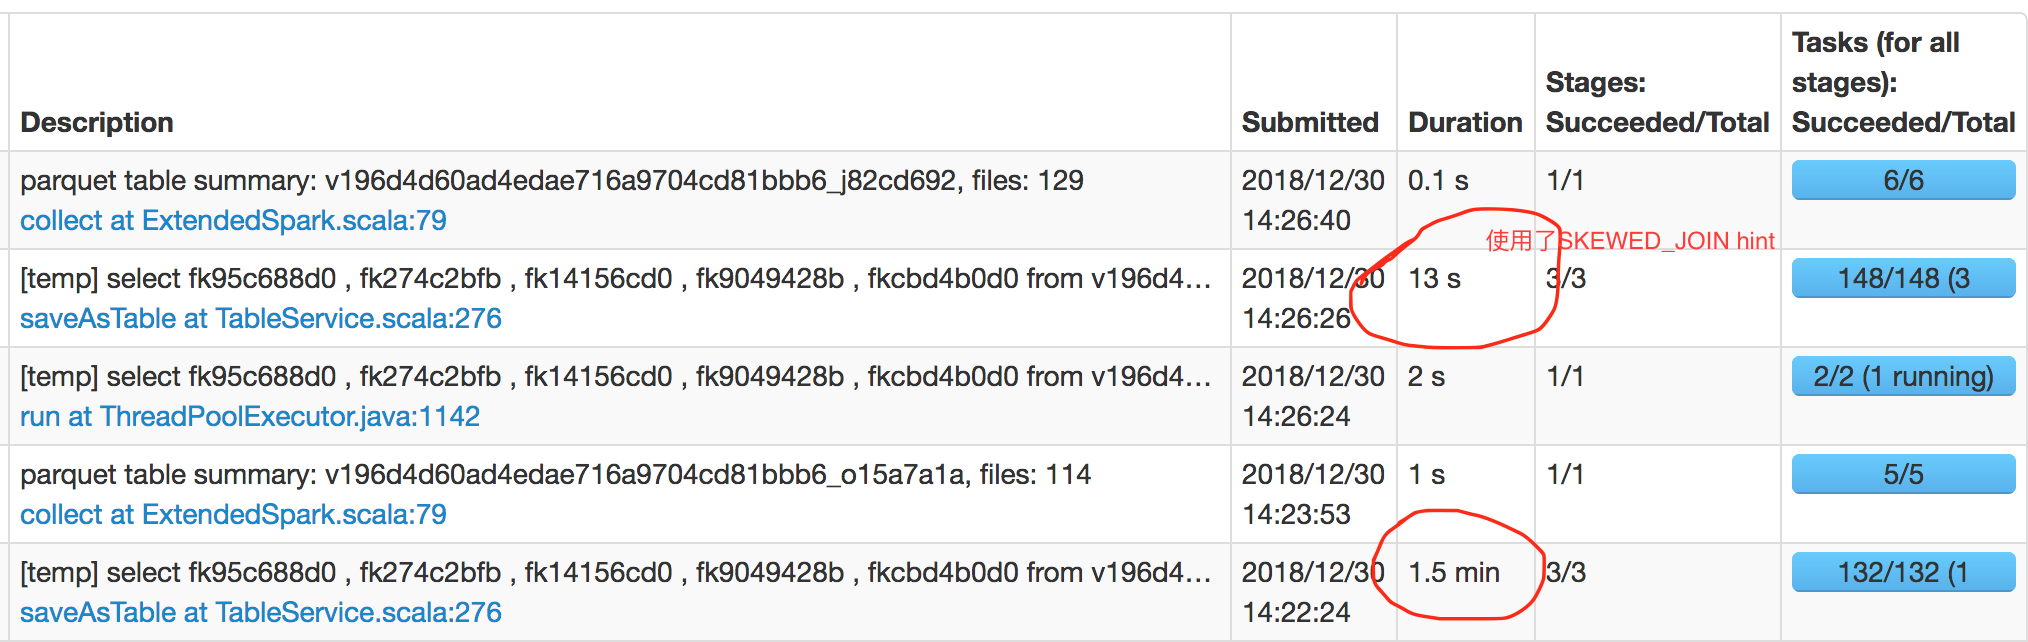 Description
Submitted
Duration
Stages:
Succeeded/Total
Tasks (for all
stages):
Succeeded/Total
parquet table summary: v196d4d60ad4edae716a9704cd81bbb6_j82cd692, files: 129
collect at ExtendedSpark.scala:79
2018/12/30
14:26:40
0.1 s
1/1
6/6
使用了SKEWED_JOIN hint
[temp] select fk95c688d0 , fk274c2bfb , fk14156cd0 , fk9049428b , fkcbd4b0d0 from v196d4...
saveAsTable at TableService.scala:276
2018/12/30
14:26:26
13 s
3/3
148/148 (3
[temp] select fk95c688d0 , fk274c2bfb , fk14156cd0 , fk9049428b , fkcbd4b0d0 from v196d4...
run at ThreadPoolExecutor.java:1142
2018/12/30
14:26:24
2 s
1/1
2/2 (1 running)
parquet table summary: v196d4d60ad4edae716a9704cd81bbb6_o15a7a1a, files: 114
collect at ExtendedSpark.scala:79
2018/12/30
14:23:53
1 s
1/1
5/5
[temp] select fk95c688d0 , fk274c2bfb , fk14156cd0 , fk9049428b , fkcbd4b0d0 from v196d4...
saveAsTable at TableService.scala:276
2018/12/30
14:22:24
1.5 min
3/3
132/132 (1